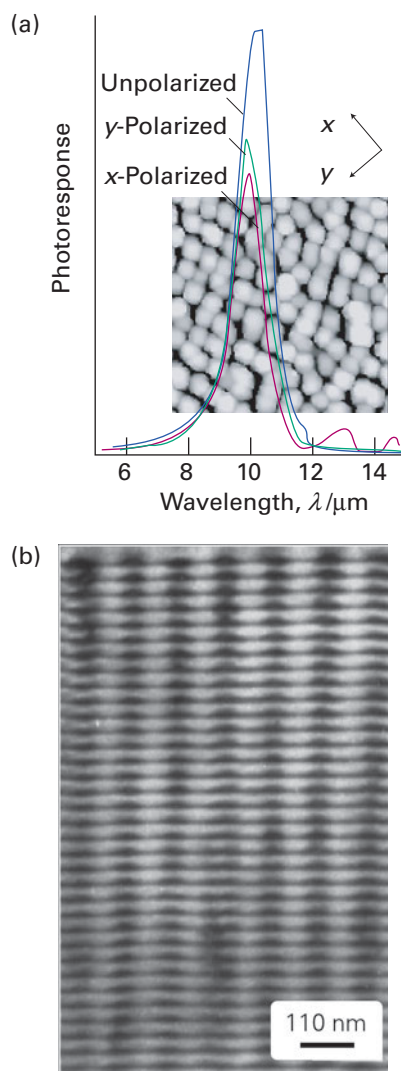 (a)
Unpolarized
y-Polarized
x-Polarized
x
y
Photoresponse
6 8 10 12 14
Wavelength, λ/μm
(b)
110 nm